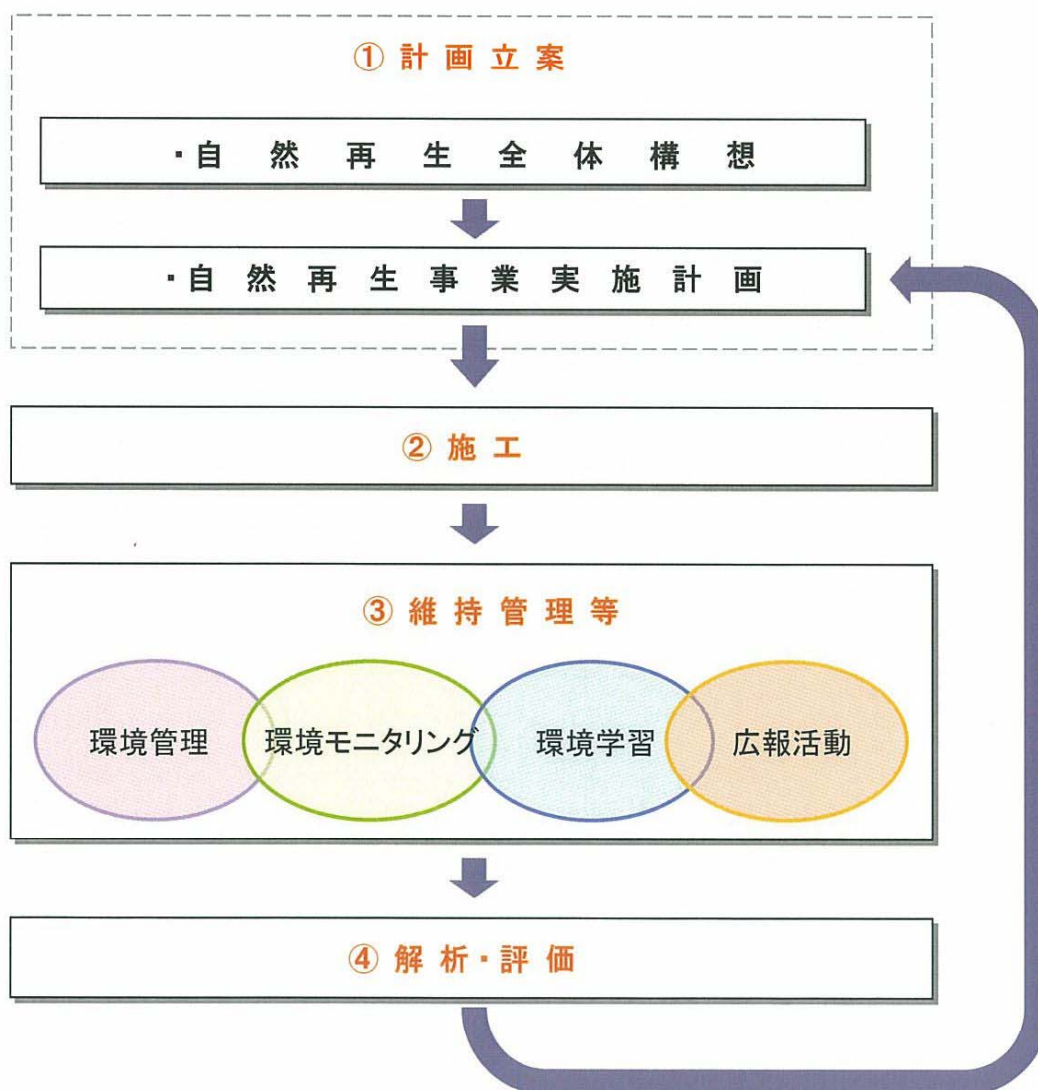 ① 計画立案
・自然再生全体構想
・自然再生事業実施計画
② 施工
③ 維持管理等
環境管理
環境モニタリング
環境学習
広報活動
④ 解析・評価